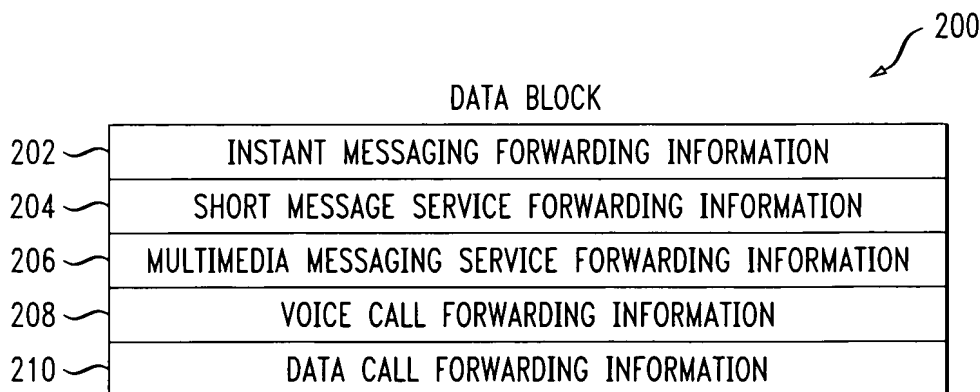 200
DATA BLOCK
202 INSTANT MESSAGING FORWARDING INFORMATION
204 SHORT MESSAGE SERVICE FORWARDING INFORMATION
206 MULTIMEDIA MESSAGING SERVICE FORWARDING INFORMATION
208 VOICE CALL FORWARDING INFORMATION
210 DATA CALL FORWARDING INFORMATION